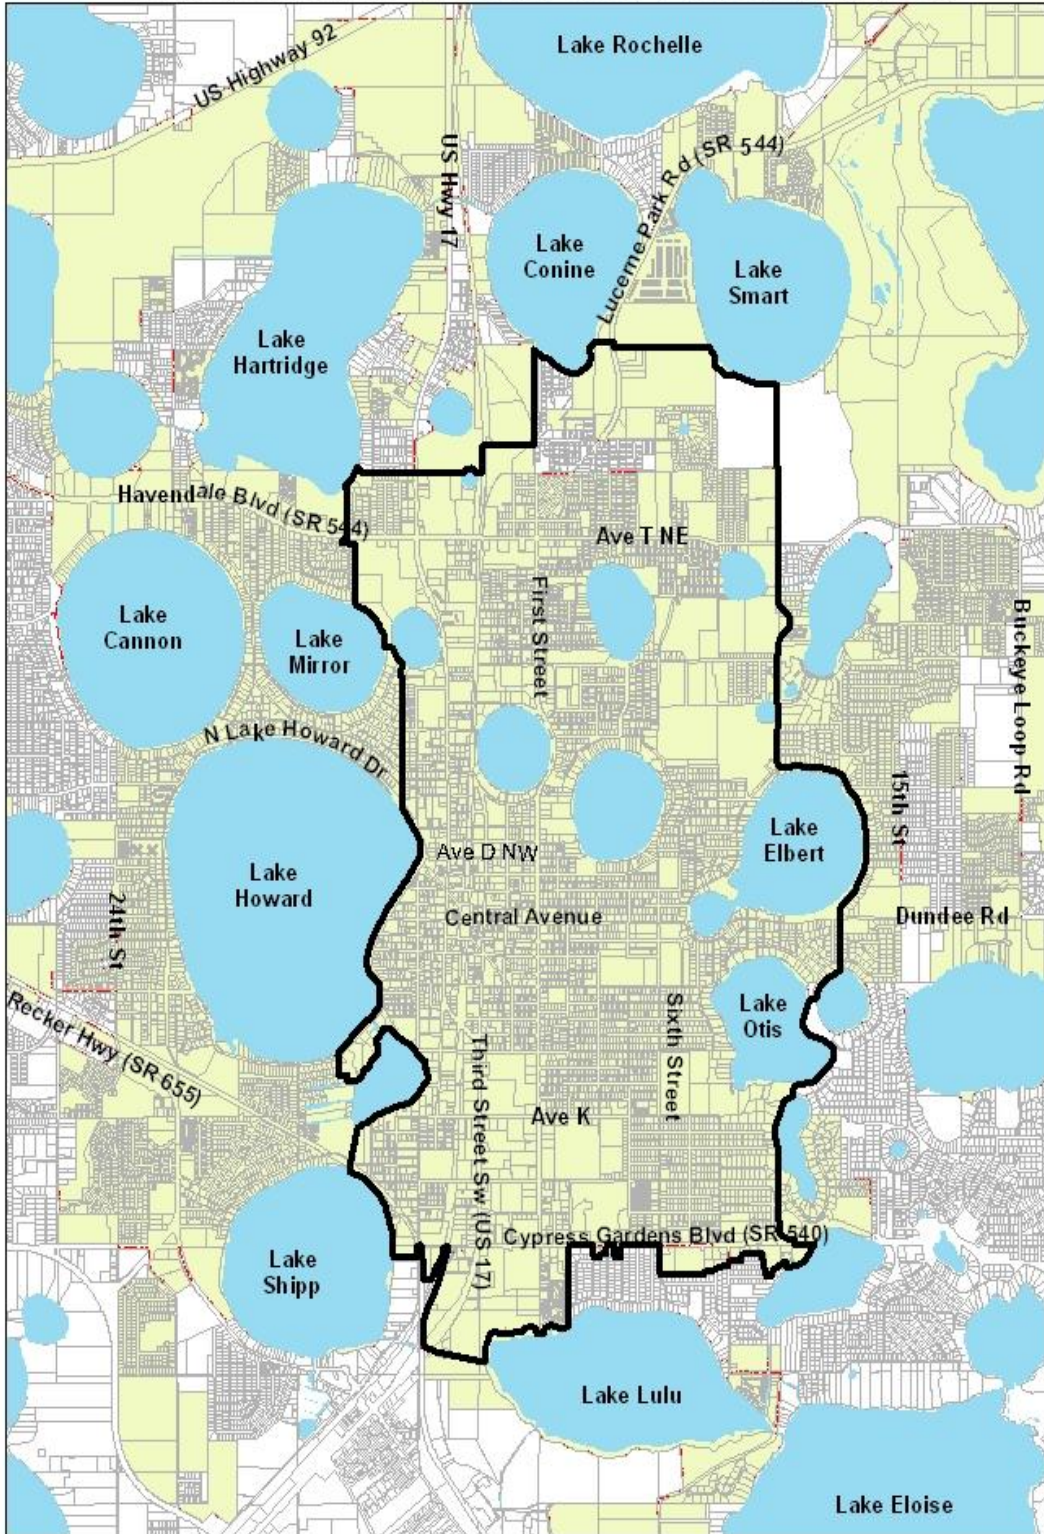 Lake Rochelle
US Highway 92
US Hwy 17
Lucerne Park Rd (SR 544)
Lake
Conine
Lake
Smart
Lake
Hartridge
Havendale Blvd (SR 544)
Ave T NE
First Street
Lake
Cannon
Lake
Mirror
Buckeye Loop Rd
N Lake Howard Dr
15th St
Lake
Elbert
Ave D NW
Lake
Howard
24th St
Central Avenue
Dundee Rd
Recker Hwy (SR 655)
Sixth Street
Lake
Otis
Third Street Sw (US 17)
Ave K
Cypress Gardens Blvd (SR 540)
Lake
Shipp
Lake Lulu
Lake Eloise